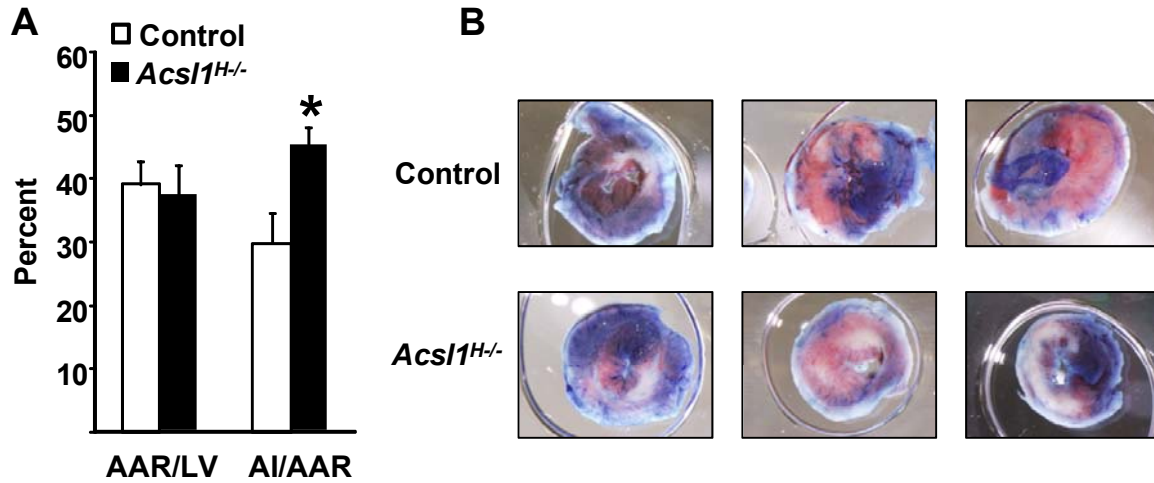 A
Control
Acsl1H-/-
Percent
60
50
40
30
20
10
*
AAR/LV AI/AAR
B
Control
Acsl1H-/-